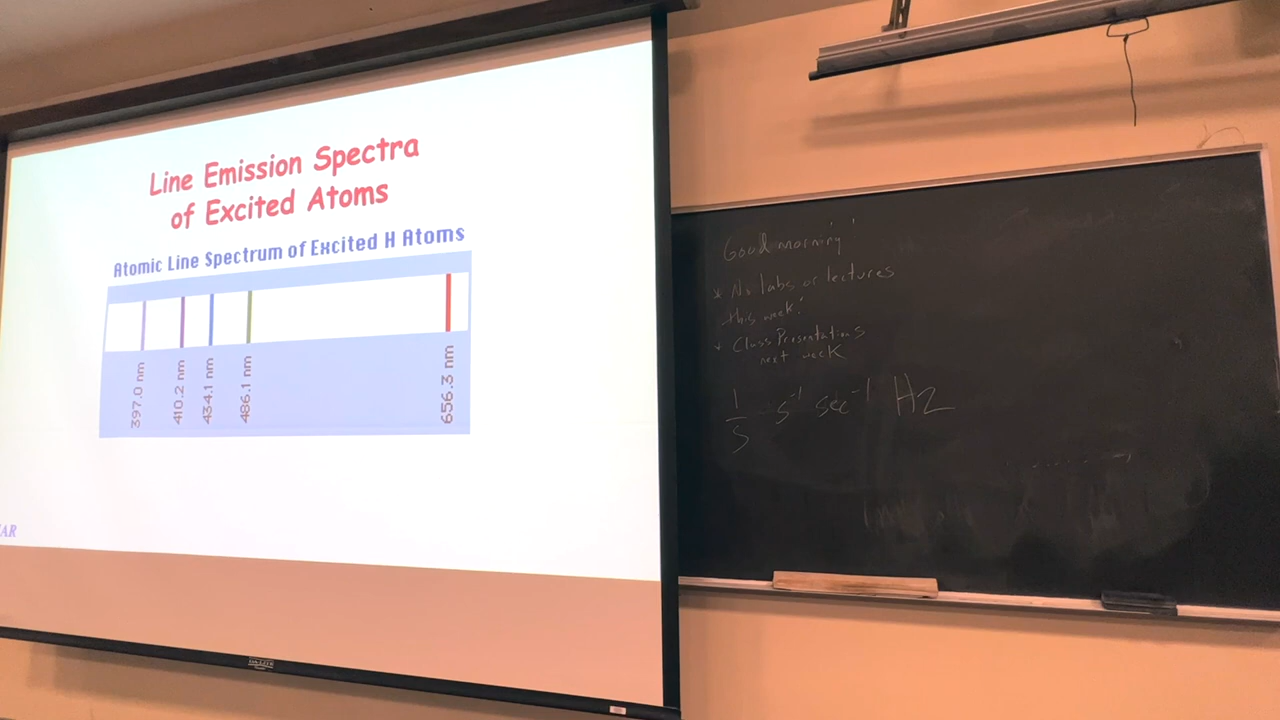 Line Emission Spectra
of Excited Atoms
Atomic Line Spectrum of Excited H Atoms
397.0 nm
410.2 nm
434.1 nm
486.1 nm
656.3 nm
AR
Good morning!
* No labs or lectures
this week!
* Class Presentations
next week
1/s s⁻¹ sec⁻¹ Hz